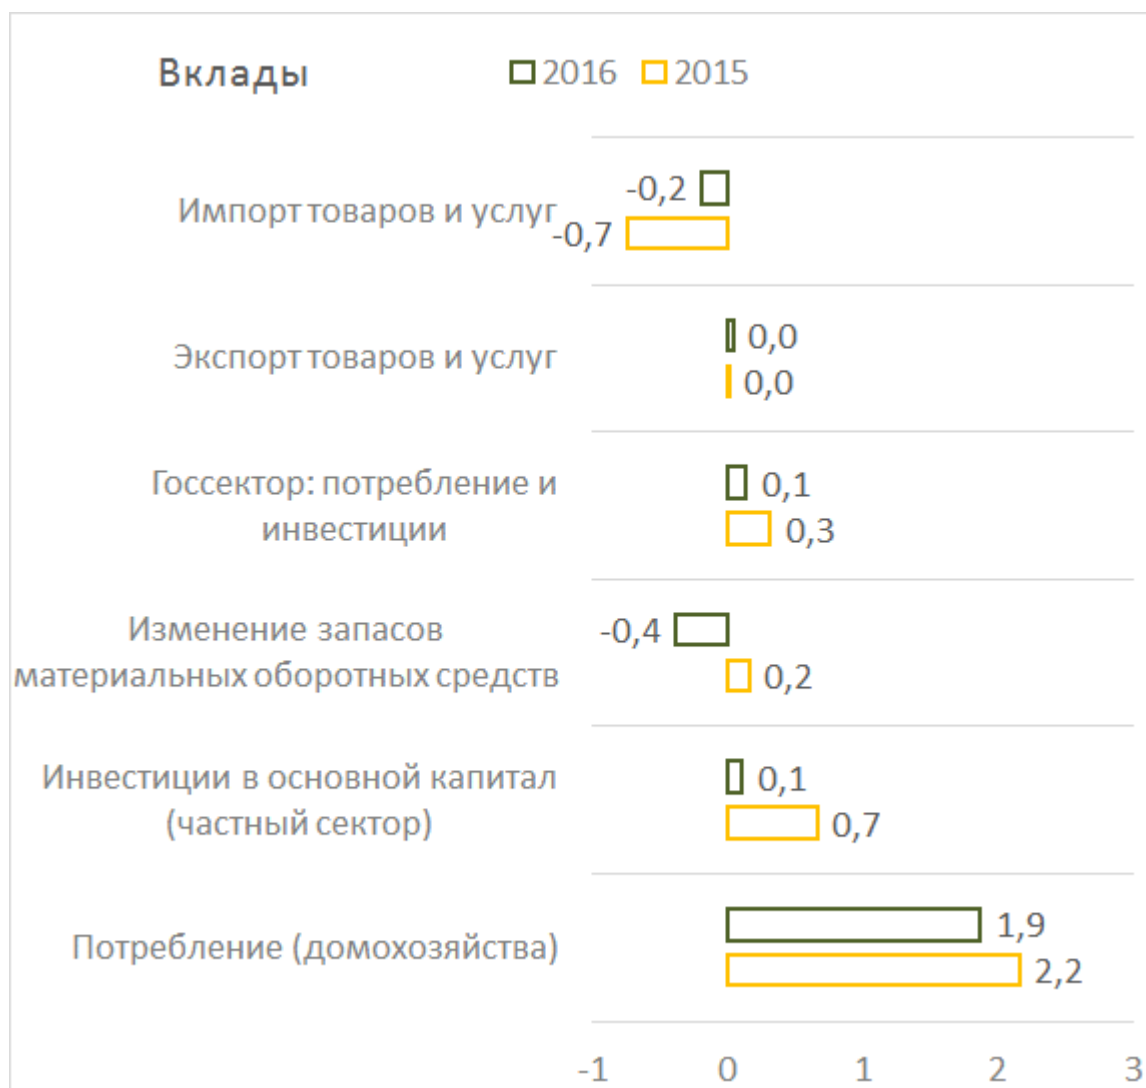 Вклады
2016 2015
Импорт товаров и услуг
-0,2
-0,7
Экспорт товаров и услуг
0,0
0,0
Госсектор: потребление и
инвестиции
0,1
0,3
Изменение запасов
материальных оборотных средств
-0,4
0,2
Инвестиции в основной капитал
(частный сектор)
0,1
0,7
Потребление (домохозяйства)
1,9
2,2
-1 0 1 2 3